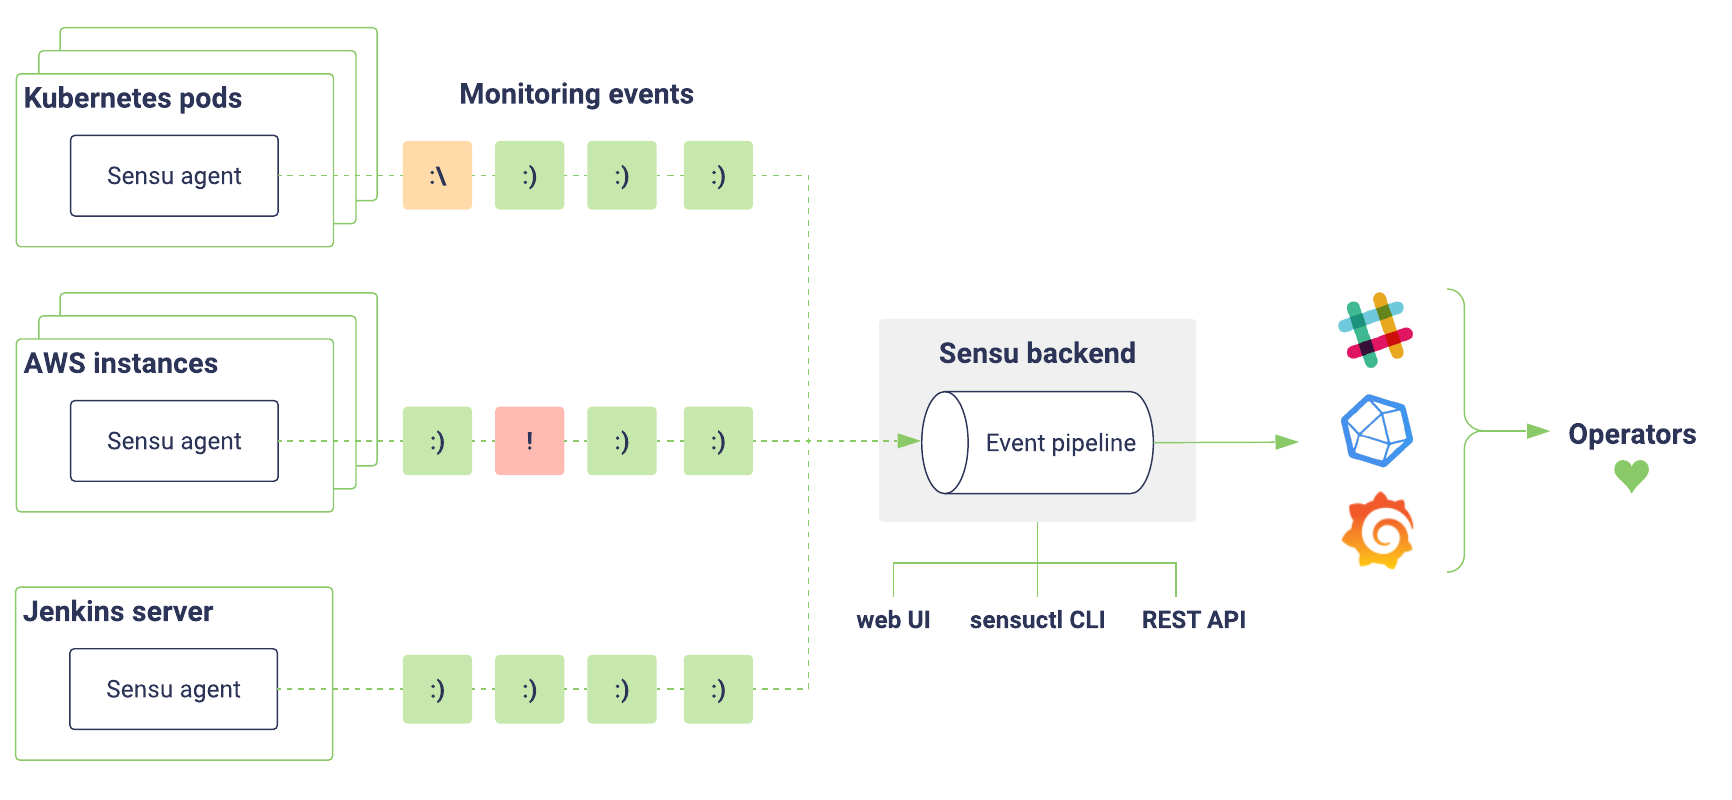 Kubernetes pods
Monitoring events
Sensu agent
:\ :) :) :)
AWS instances
Sensu agent
:) ! :) :)
Sensu backend
Event pipeline
Operators
web UI
sensuctl CLI
REST API
Jenkins server
Sensu agent
:) :) :) :)